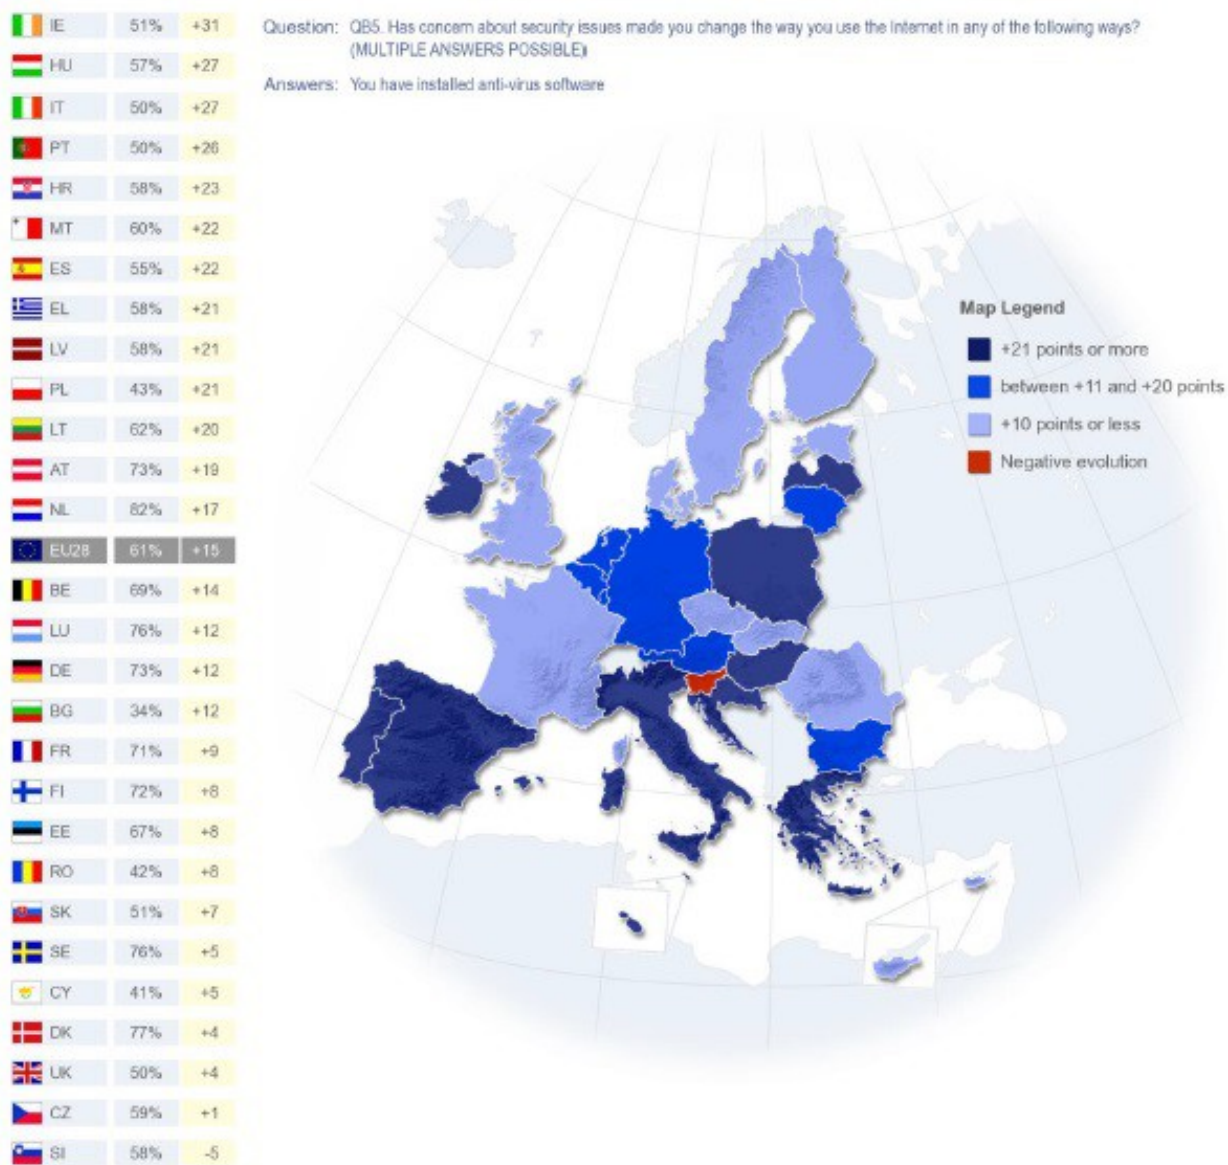 IE 51% +31
HU 57% +27
IT 50% +27
PT 50% +26
HR 58% +23
MT 60% +22
ES 55% +22
EL 58% +21
LV 58% +21
PL 43% +21
LT 62% +20
AT 73% +19
NL 82% +17
EU28 61% +15
BE 69% +14
LU 76% +12
DE 73% +12
BG 34% +12
FR 71% +9
FI 72% +8
EE 67% +8
RO 42% +8
SK 51% +7
SE 76% +5
CY 41% +5
DK 77% +4
UK 50% +4
CZ 59% +1
SI 58% -5
Question: QB5. Has concern about security issues made you change the way you use the Internet in any of the following ways?
(MULTIPLE ANSWERS POSSIBLE)
Answers: You have installed anti-virus software
Map Legend
+21 points or more
between +11 and +20 points
+10 points or less
Negative evolution